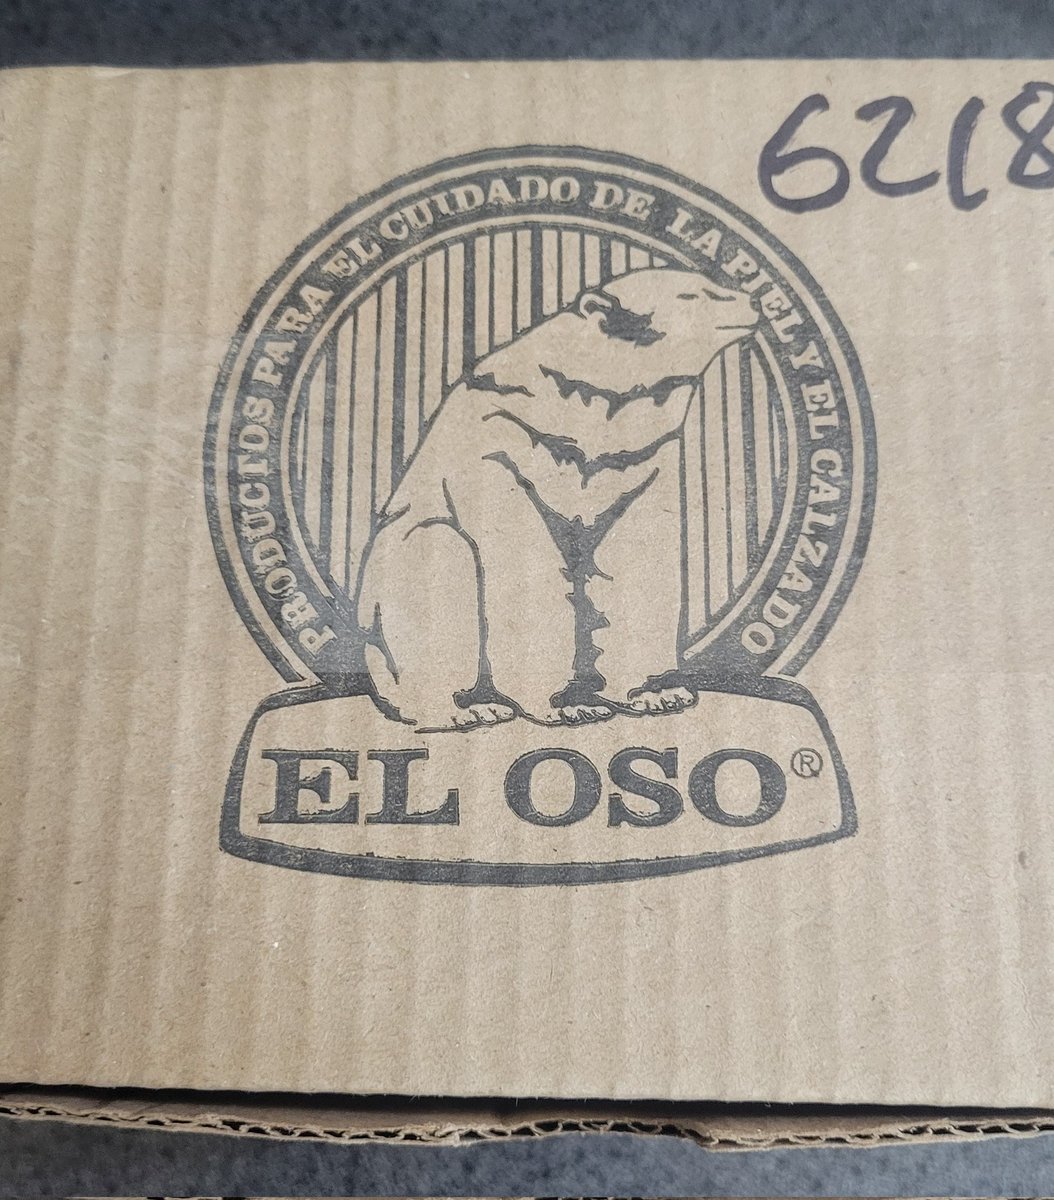 6218
PRODUCTOS PARA EL CUIDADO DE LA PIEL Y EL CALZADO
EL OSO®